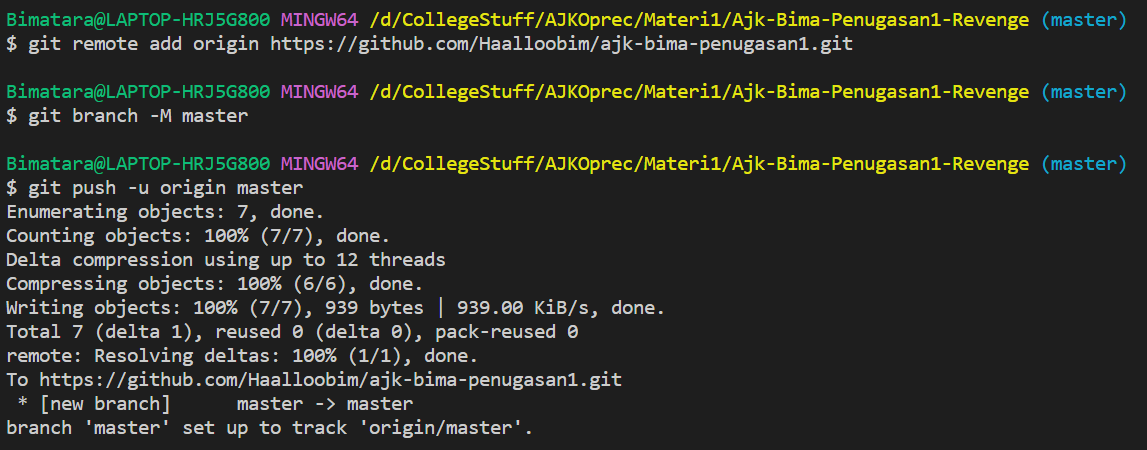 Bimatara@LAPTOP-HRJ5G800 MINGW64 /d/CollegeStuff/AJKOprec/Materi1/Ajk-Bima-Penugasan1-Revenge (master)
$ git remote add origin https://github.com/Haalloobim/ajk-bima-penugasan1.git
Bimatara@LAPTOP-HRJ5G800 MINGW64 /d/CollegeStuff/AJKOprec/Materi1/Ajk-Bima-Penugasan1-Revenge (master)
$ git branch -M master
Bimatara@LAPTOP-HRJ5G800 MINGW64 /d/CollegeStuff/AJKOprec/Materi1/Ajk-Bima-Penugasan1-Revenge (master)
$ git push -u origin master
Enumerating objects: 7, done.
Counting objects: 100% (7/7), done.
Delta compression using up to 12 threads
Compressing objects: 100% (6/6), done.
Writing objects: 100% (7/7), 939 bytes | 939.00 KiB/s, done.
Total 7 (delta 1), reused 0 (delta 0), pack-reused 0
remote: Resolving deltas: 100% (1/1), done.
To https://github.com/Haalloobim/ajk-bima-penugasan1.git
 * [new branch]      master -> master
branch 'master' set up to track 'origin/master'.